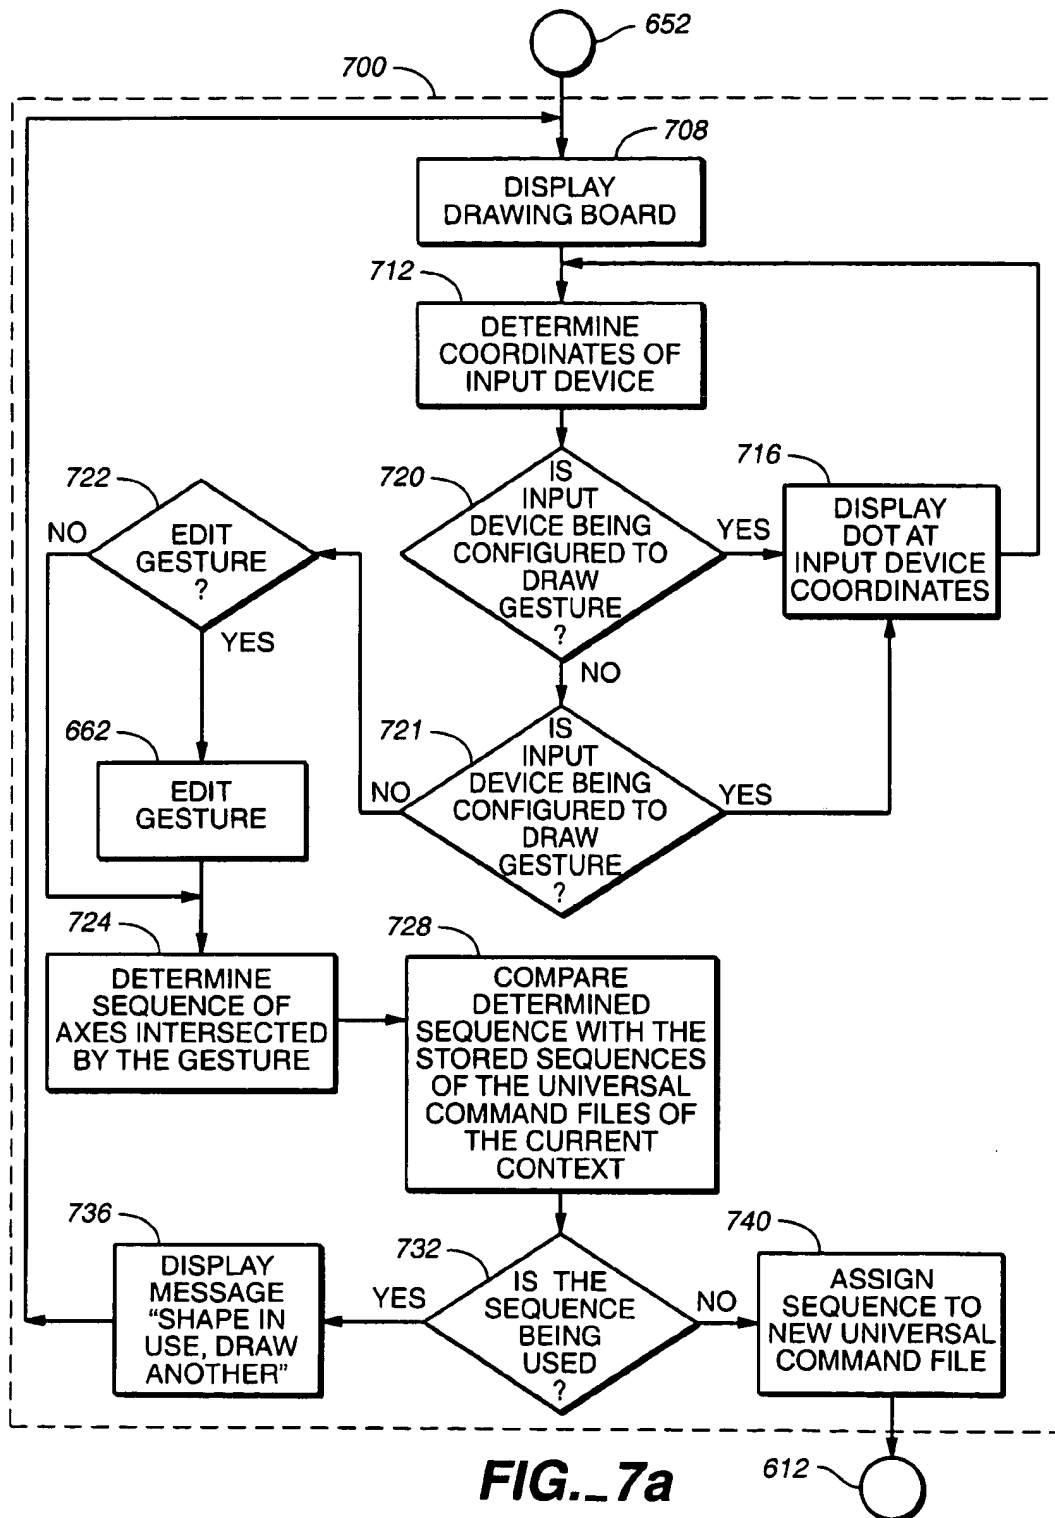 652
700
708
DISPLAY
DRAWING BOARD
712
DETERMINE
COORDINATES OF
INPUT DEVICE
720
IS
INPUT
DEVICE BEING
CONFIGURED TO
DRAW
GESTURE
?
YES
NO
716
DISPLAY
DOT AT
INPUT DEVICE
COORDINATES
722
EDIT
GESTURE
?
NO
YES
721
IS
INPUT
DEVICE BEING
CONFIGURED TO
DRAW
GESTURE
?
NO
YES
662
EDIT
GESTURE
724
DETERMINE
SEQUENCE OF
AXES INTERSECTED
BY THE GESTURE
728
COMPARE
DETERMINED
SEQUENCE WITH THE
STORED SEQUENCES
OF THE UNIVERSAL
COMMAND FILES OF
THE CURRENT
CONTEXT
736
DISPLAY
MESSAGE
“SHAPE IN
USE, DRAW
ANOTHER”
732
YES
IS THE
SEQUENCE
BEING
USED
?
NO
740
ASSIGN
SEQUENCE TO
NEW UNIVERSAL
COMMAND FILE
612
FIG._7a